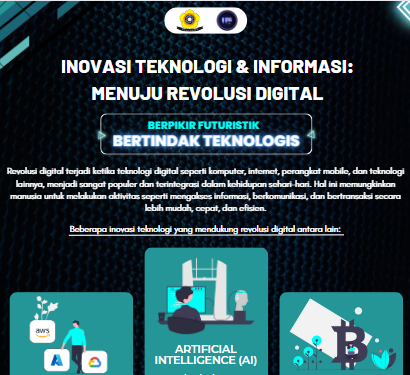 INOVASI TEKNOLOGI & INFORMASI:
MENUJU REVOLUSI DIGITAL
BERPIKIR FUTURISTIK
BERTINDAK TEKNOLOGIS
Revolusi digital terjadi ketika teknologi digital seperti komputer, internet, perangkat mobile, dan teknologi
lainnya, menjadi sangat populer dan terintegrasi dalam kehidupan sehari-hari. Hal ini memungkinkan
manusia untuk melakukan aktivitas seperti mengakses informasi, berkomunikasi, dan bertransaksi secara
lebih mudah, cepat, dan efisien.
Beberapa inovasi teknologi yang mendukung revolusi digital antara lain:
aws
ARTIFICIAL
INTELLIGENCE (AI)